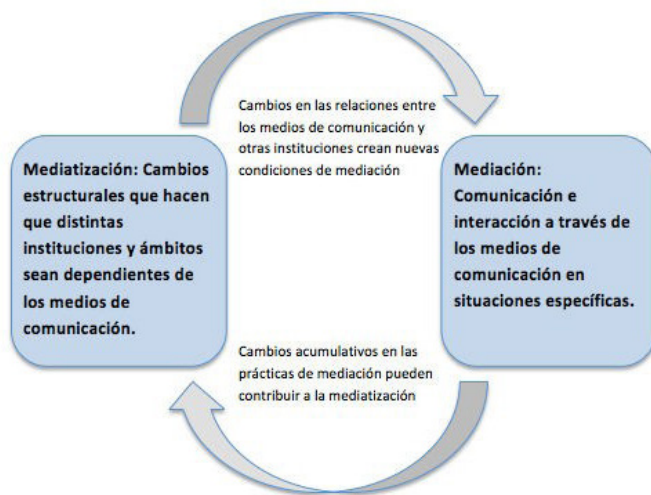 Cambios en las relaciones entre
los medios de comunicación y
otras instituciones crean nuevas
condiciones de mediación
Mediatización: Cambios
estructurales que hacen
que distintas
instituciones y ámbitos
sean dependientes de
los medios de
comunicación.
Mediación:
Comunicación e
interacción a través de
los medios de
comunicación en
situaciones específicas.
Cambios acumulativos en las
prácticas de mediación pueden
contribuir a la mediatización